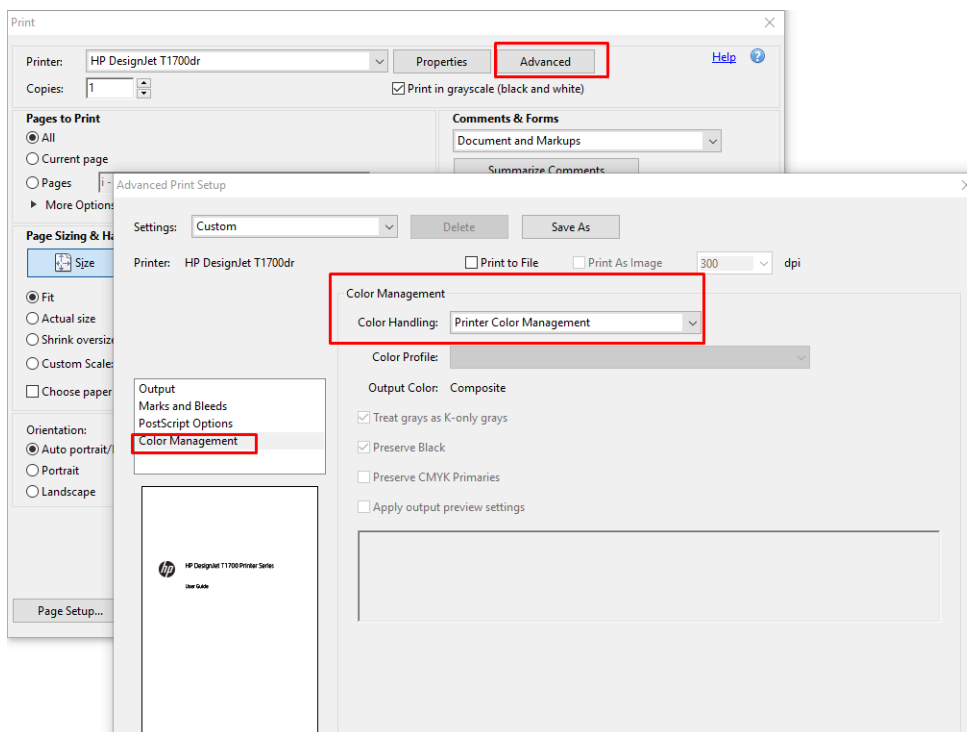 Print
Printer: HP DesignJet T1700dr Properties Advanced Help ?
Copies: 1 Print in grayscale (black and white)
Pages to Print
All
Current page
Pages
More Options
Comments & Forms
Document and Markups
Summarize Comments
Page Sizing &
Size
Fit
Actual size
Shrink
Custom Scale:
Choose paper
Orientation:
Auto portrait/
Portrait
Landscape
Page Setup...
Advanced Print Setup
Settings: Custom Delete Save As
Printer: HP DesignJet T1700dr Print to File Print As Image 300 dpi
Output
Marks and Bleeds
PostScript Options
Color Management
Color Management
Color Handling: Printer Color Management
Color Profile:
Output Color: Composite
Treat grays as K-only grays
Preserve Black
Preserve CMYK Primaries
Apply output preview settings
hp HP DesignJet T1700 Printer Series
User Guide